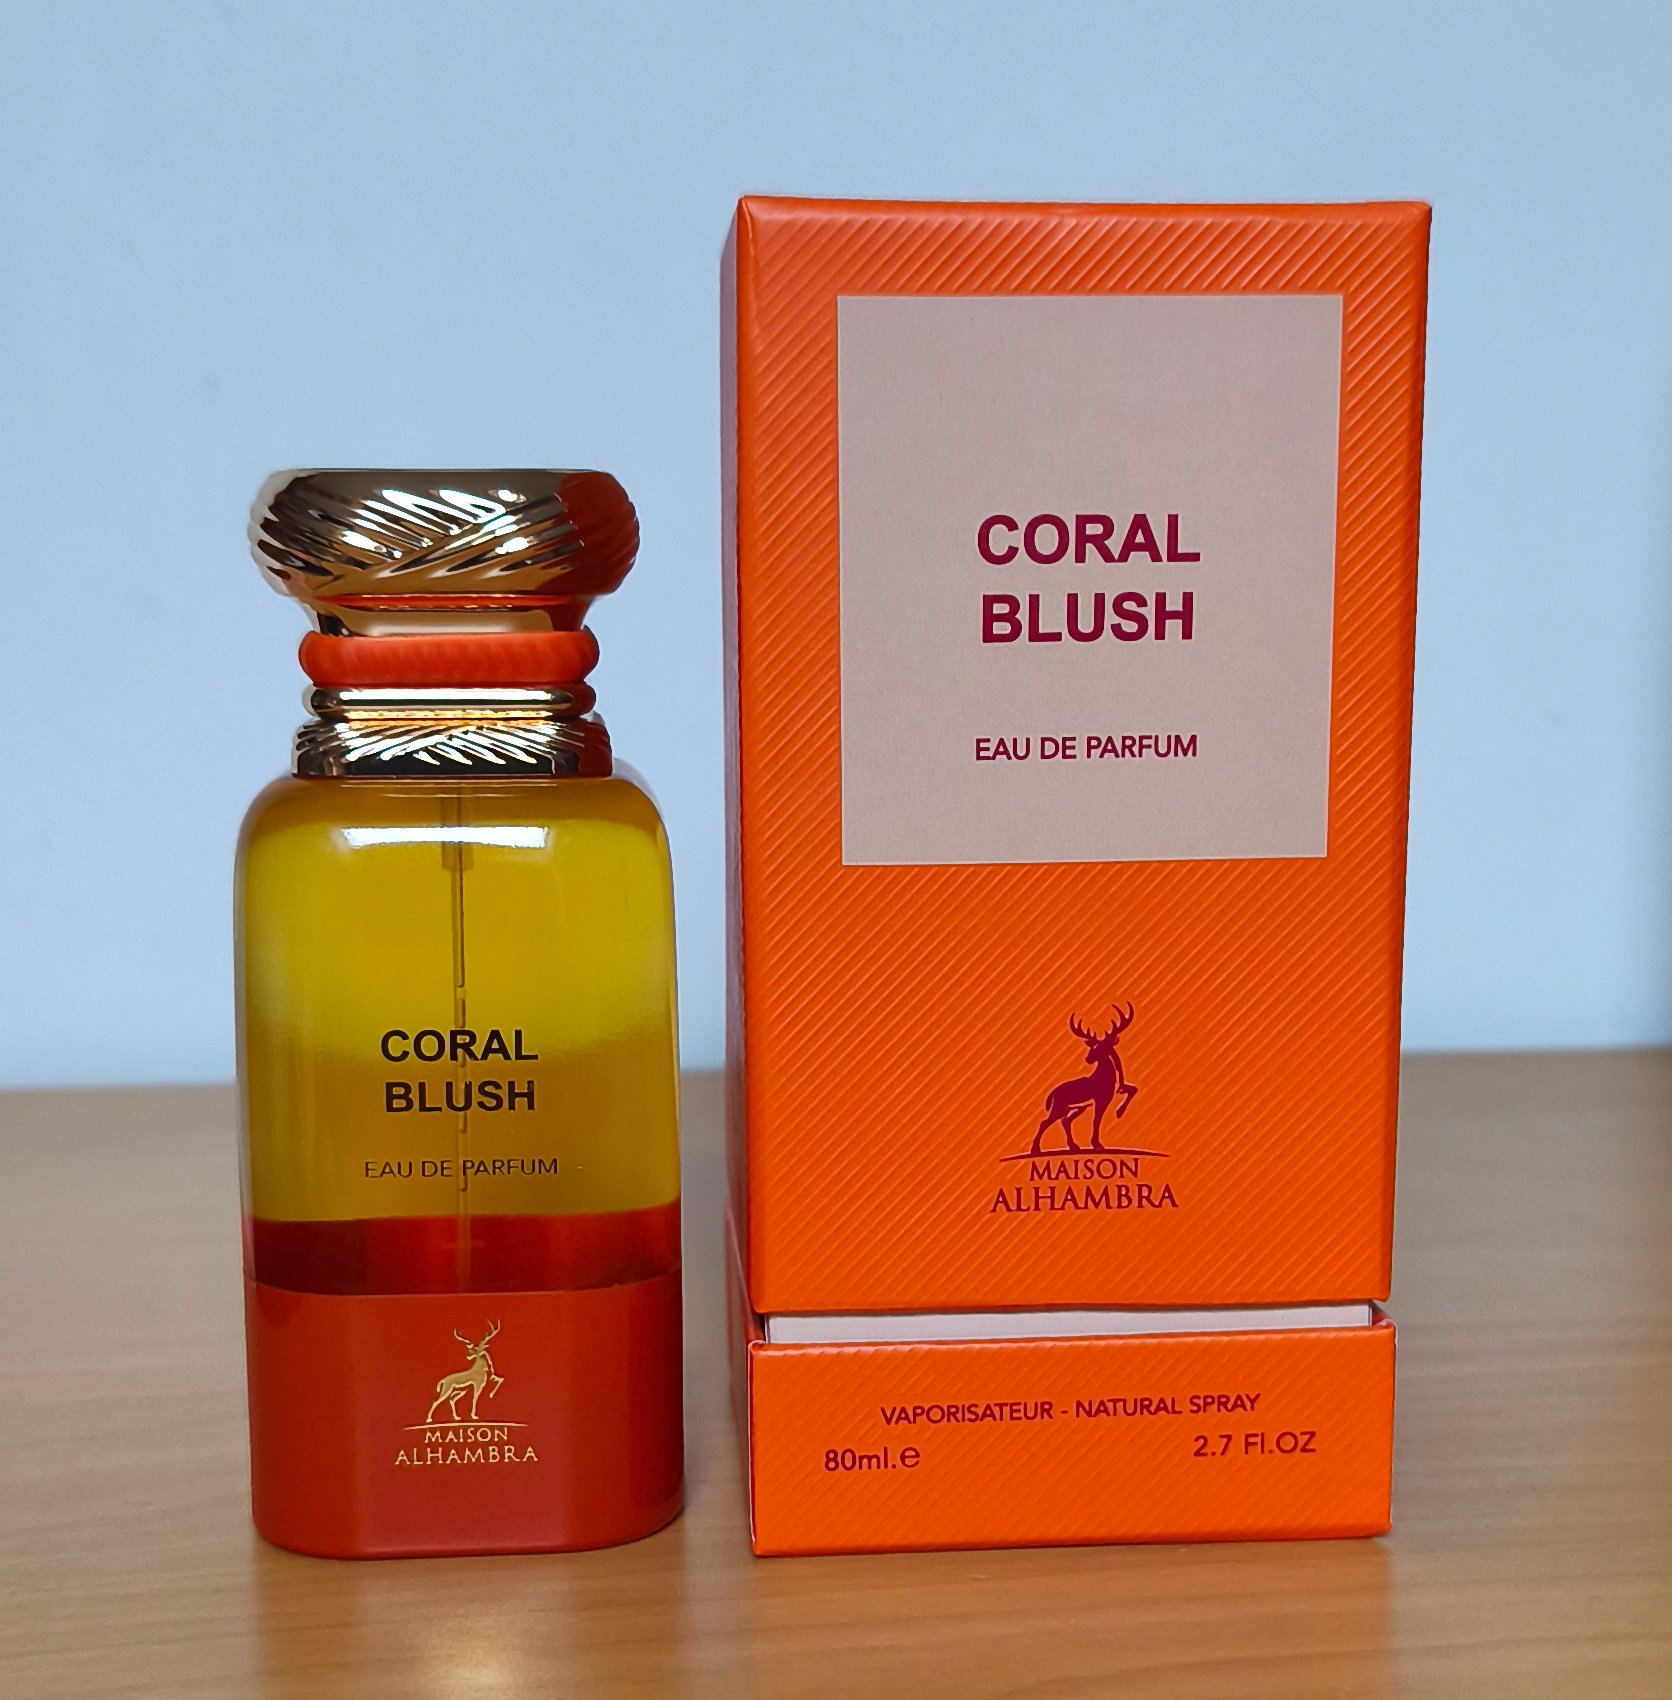 CORAL
BLUSH
EAU DE PARFUM
MAISON
ALHAMBRA
CORAL
BLUSH
EAU DE PARFUM
MAISON
ALHAMBRA
VAPORISATEUR - NATURAL SPRAY
80ml.e 2.7 Fl.OZ